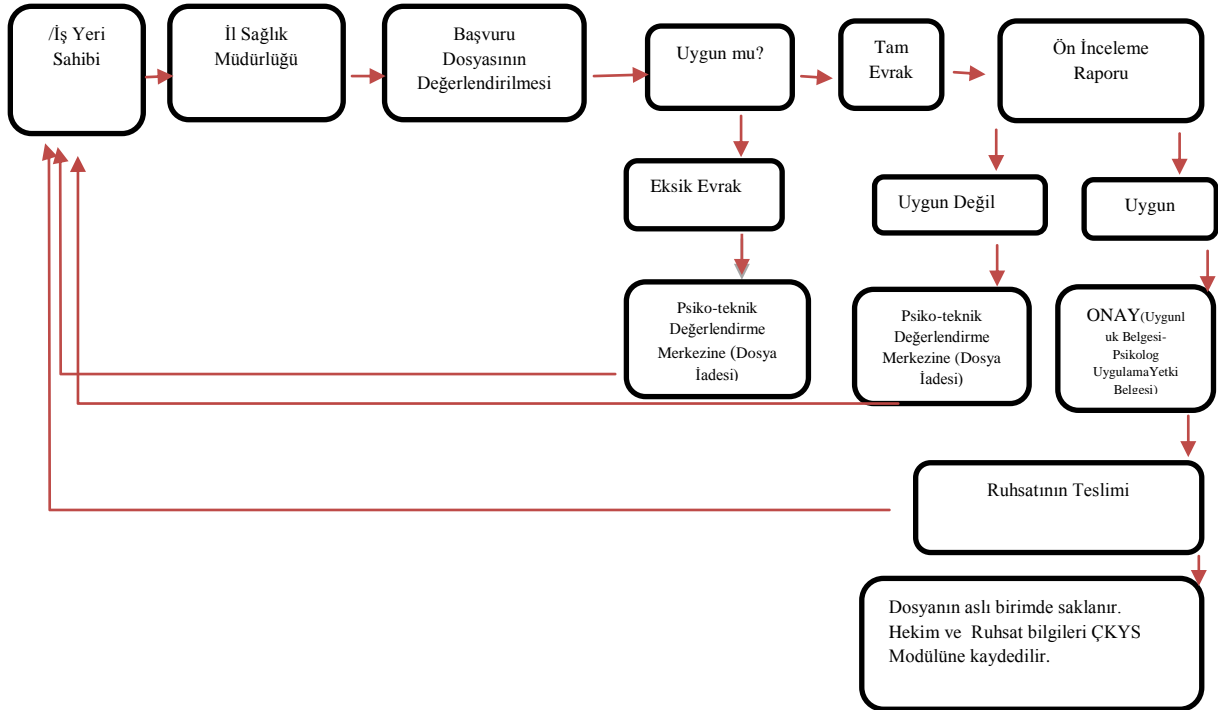 /İş Yeri
Sahibi
İl Sağlık
Müdürlüğü
Başvuru
Dosyasının
Değerlendirilmesi
Uygun mu?
Tam
Evrak
Ön İnceleme
Raporu
Eksik Evrak
Uygun Değil
Uygun
Psiko-teknik
Değerlendirme
Merkezine (Dosya
İadesi)
Psiko-teknik
Değerlendirme
Merkezine (Dosya
İadesi)
ONAY(Uygunl
uk Belgesi-
Psikolog
UygulamaYetki
Belgesi)
Ruhsatının Teslimi
Dosyanın aslı birimde saklanır.
Hekim ve Ruhsat bilgileri ÇKYS
Modülüne kaydedilir.